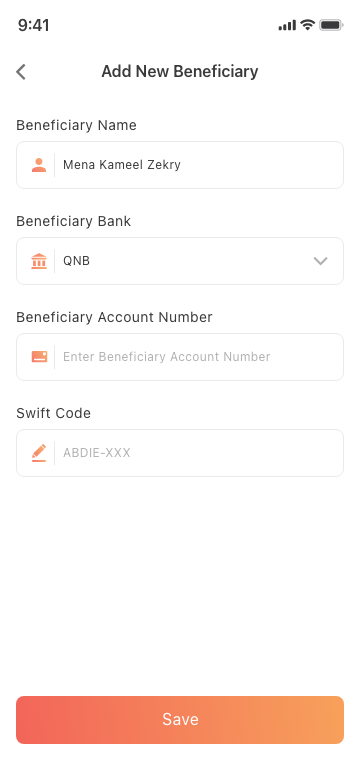 9:41
Add New Beneficiary
Beneficiary Name
Mena Kameel Zekry
Beneficiary Bank
QNB
Beneficiary Account Number
Enter Beneficiary Account Number
Swift Code
ABDIE-XXX
Save